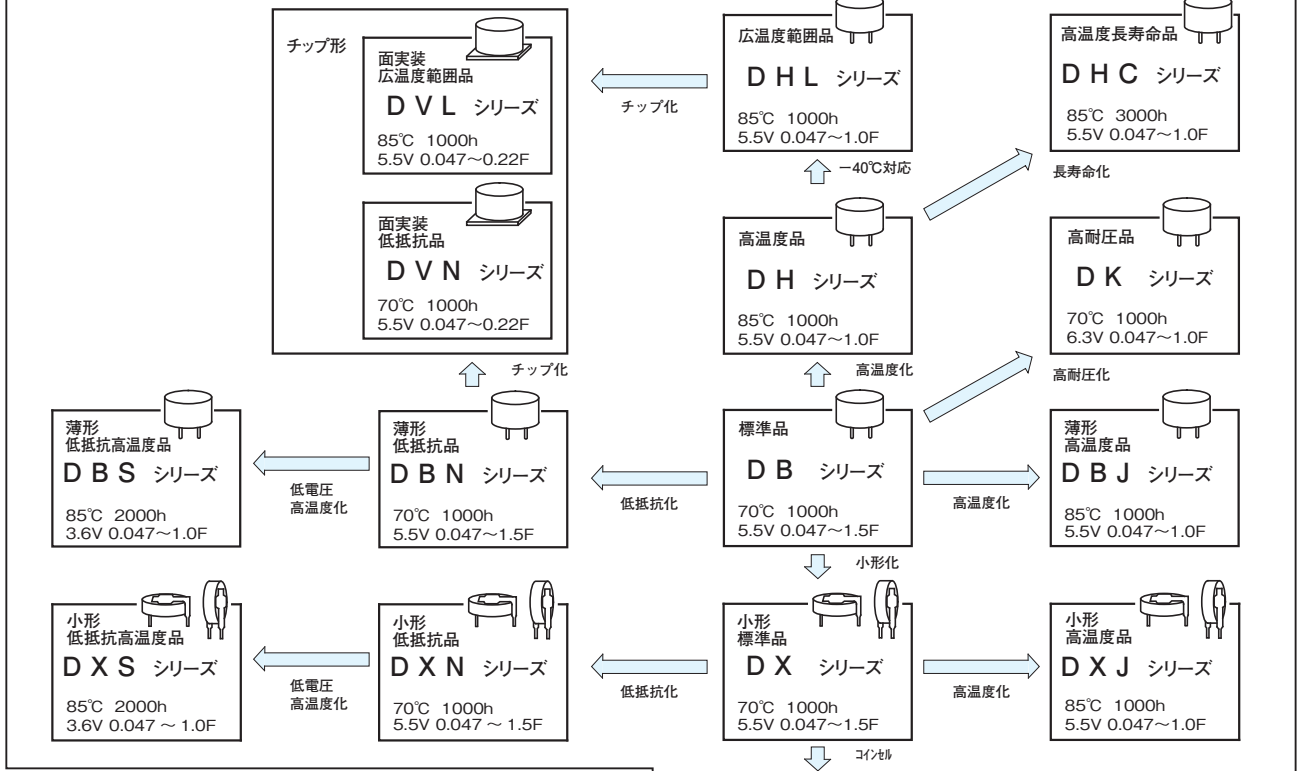 チップ形
面実装
広温度範囲品
DVL シリーズ
85℃ 1000h
5.5V 0.047～0.22F
面実装
低抵抗品
DVN シリーズ
70℃ 1000h
5.5V 0.047～0.22F
チップ化
広温度範囲品
DHL シリーズ
85℃ 1000h
5.5V 0.047～1.0F
高温度長寿命品
DHC シリーズ
85℃ 3000h
5.5V 0.047～1.0F
－40℃対応
長寿命化
高温度品
DH シリーズ
85℃ 1000h
5.5V 0.047～1.0F
高耐圧品
DK シリーズ
70℃ 1000h
6.3V 0.047～1.0F
チップ化
高温度化
高耐圧化
薄形
低抵抗高温度品
DBS シリーズ
85℃ 2000h
3.6V 0.047～1.0F
低電圧
高温度化
薄形
低抵抗品
DBN シリーズ
70℃ 1000h
5.5V 0.047～1.5F
低抵抗化
標準品
DB シリーズ
70℃ 1000h
5.5V 0.047～1.5F
高温度化
薄形
高温度品
DBJ シリーズ
85℃ 1000h
5.5V 0.047～1.0F
小形化
小形
低抵抗高温度品
DXS シリーズ
85℃ 2000h
3.6V 0.047 ～ 1.0F
低電圧
高温度化
小形
低抵抗品
DXN シリーズ
70℃ 1000h
5.5V 0.047 ～ 1.5F
低抵抗化
小形
標準品
DX シリーズ
70℃ 1000h
5.5V 0.047～1.5F
高温度化
小形
高温度品
DXJ シリーズ
85℃ 1000h
5.5V 0.047～1.0F
コインセル